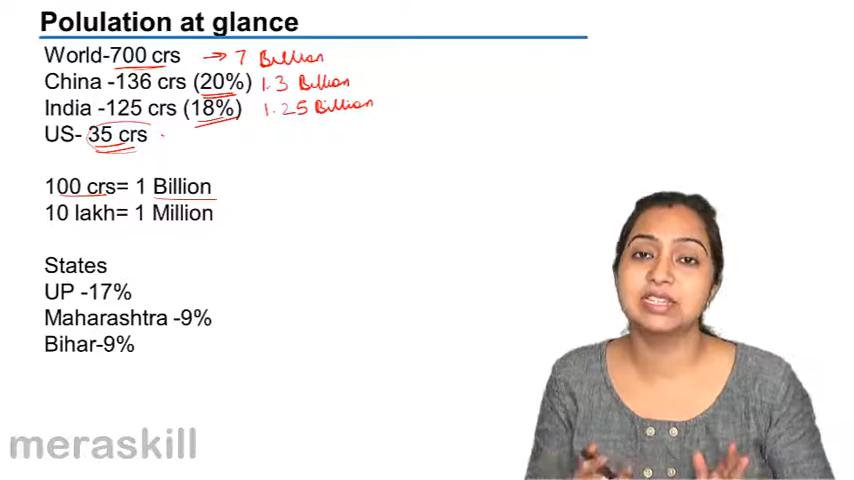 Polulation at glance
World-700 crs → 7 Billion
China -136 crs (20%) 1.3 Billion
India -125 crs (18%) 1.25 Billion
US- 35 crs
100 crs= 1 Billion
10 lakh= 1 Million
States
UP -17%
Maharashtra -9%
Bihar-9%
meraskill